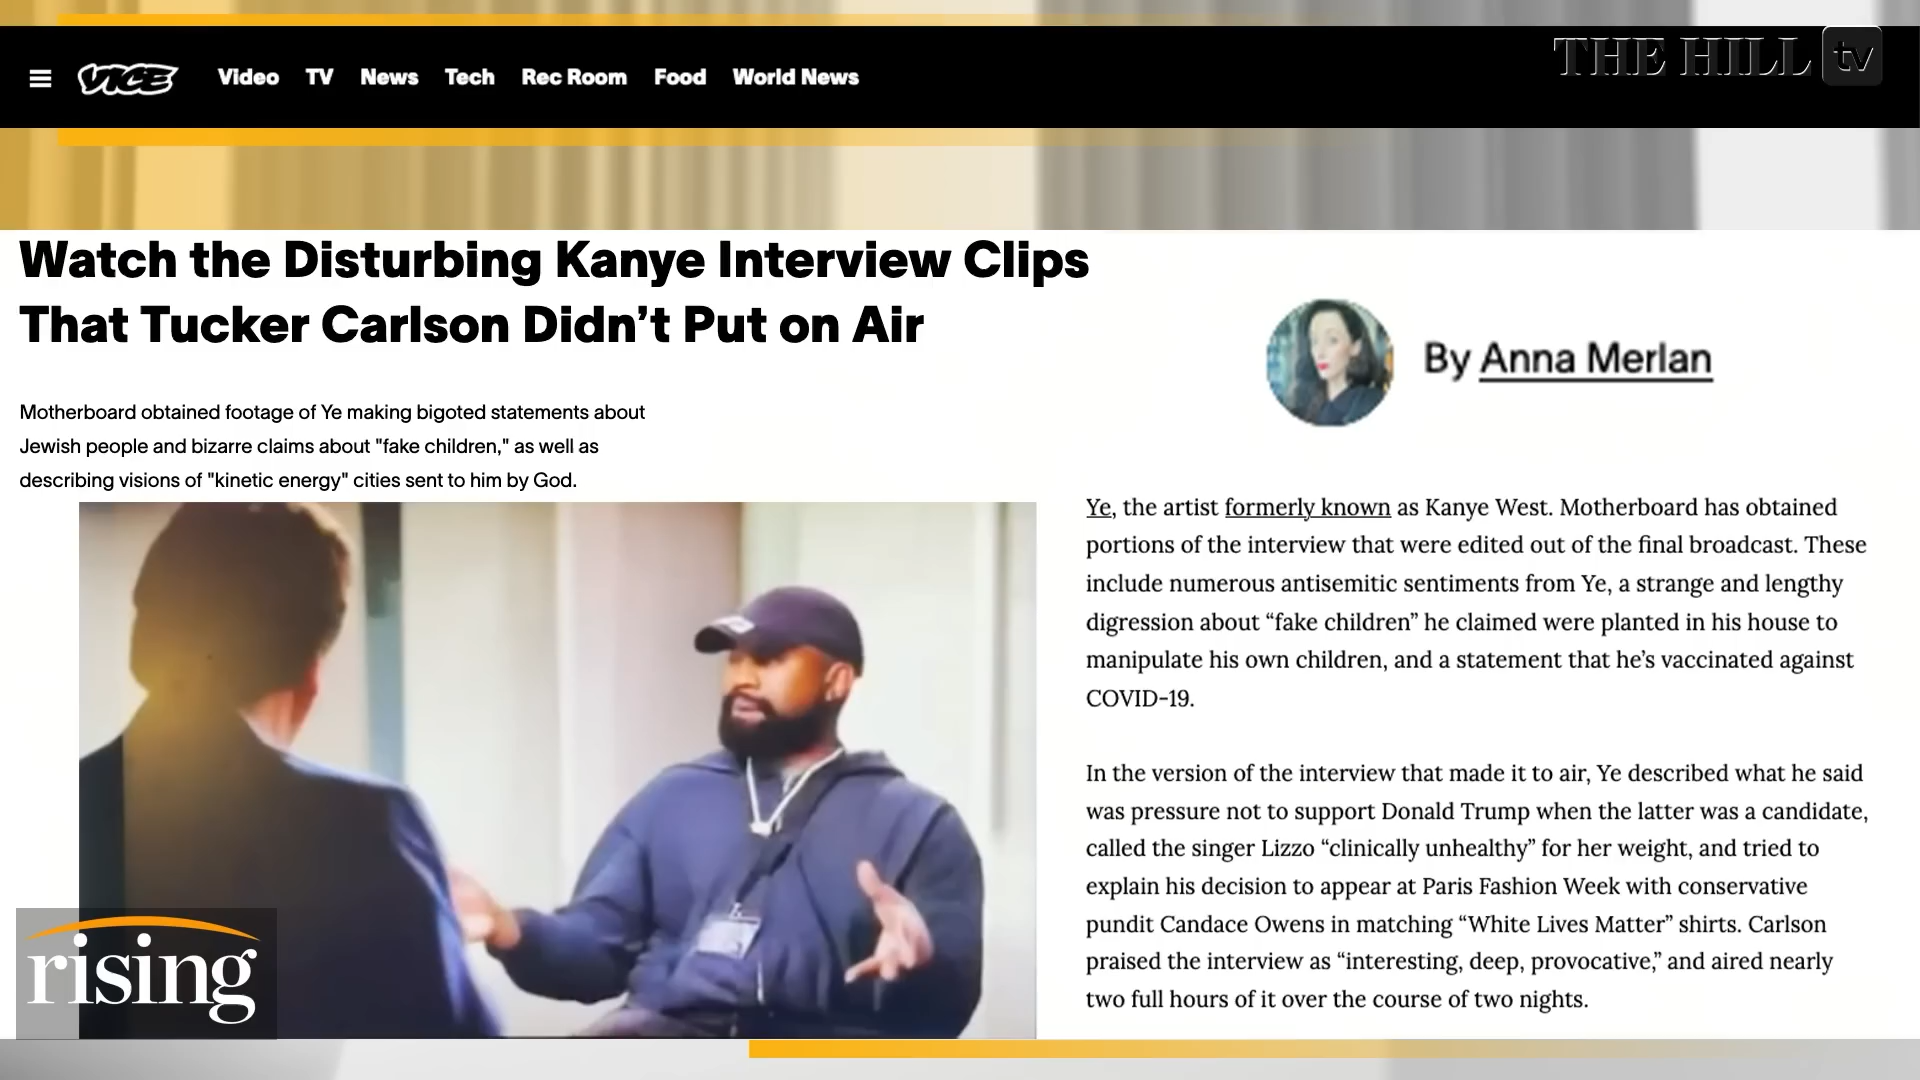 VICE
Video TV News Tech Rec Room Food World News
THE HILL tv
Watch the Disturbing Kanye Interview Clips
That Tucker Carlson Didn't Put on Air
Motherboard obtained footage of Ye making bigoted statements about
Jewish people and bizarre claims about "fake children," as well as
describing visions of "kinetic energy" cities sent to him by God.
By Anna Merlan
Ye, the artist formerly known as Kanye West. Motherboard has obtained
portions of the interview that were edited out of the final broadcast. These
include numerous antisemitic sentiments from Ye, a strange and lengthy
digression about “fake children” he claimed were planted in his house to
manipulate his own children, and a statement that he’s vaccinated against
COVID-19.
In the version of the interview that made it to air, Ye described what he said
was pressure not to support Donald Trump when the latter was a candidate,
called the singer Lizzo “clinically unhealthy” for her weight, and tried to
explain his decision to appear at Paris Fashion Week with conservative
pundit Candace Owens in matching “White Lives Matter” shirts. Carlson
praised the interview as “interesting, deep, provocative,” and aired nearly
two full hours of it over the course of two nights.
rising